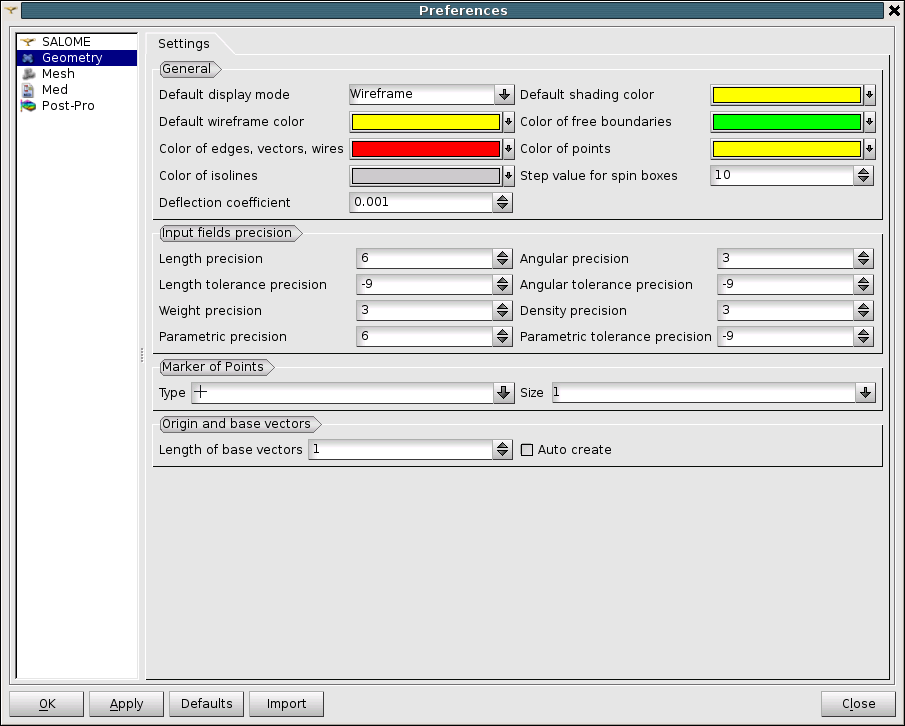 Preferences
SALOME
Geometry
Mesh
Med
Post-Pro
Settings
General
Default display mode Wireframe Default shading color
Default wireframe color Color of free boundaries
Color of edges, vectors, wires Color of points
Color of isolines Step value for spin boxes 10
Deflection coefficient 0.001
Input fields precision
Length precision 6 Angular precision 3
Length tolerance precision -9 Angular tolerance precision -9
Weight precision 3 Density precision 3
Parametric precision 6 Parametric tolerance precision -9
Marker of Points
Type Size 1
Origin and base vectors
Length of base vectors 1 Auto create
OK Apply Defaults Import Close